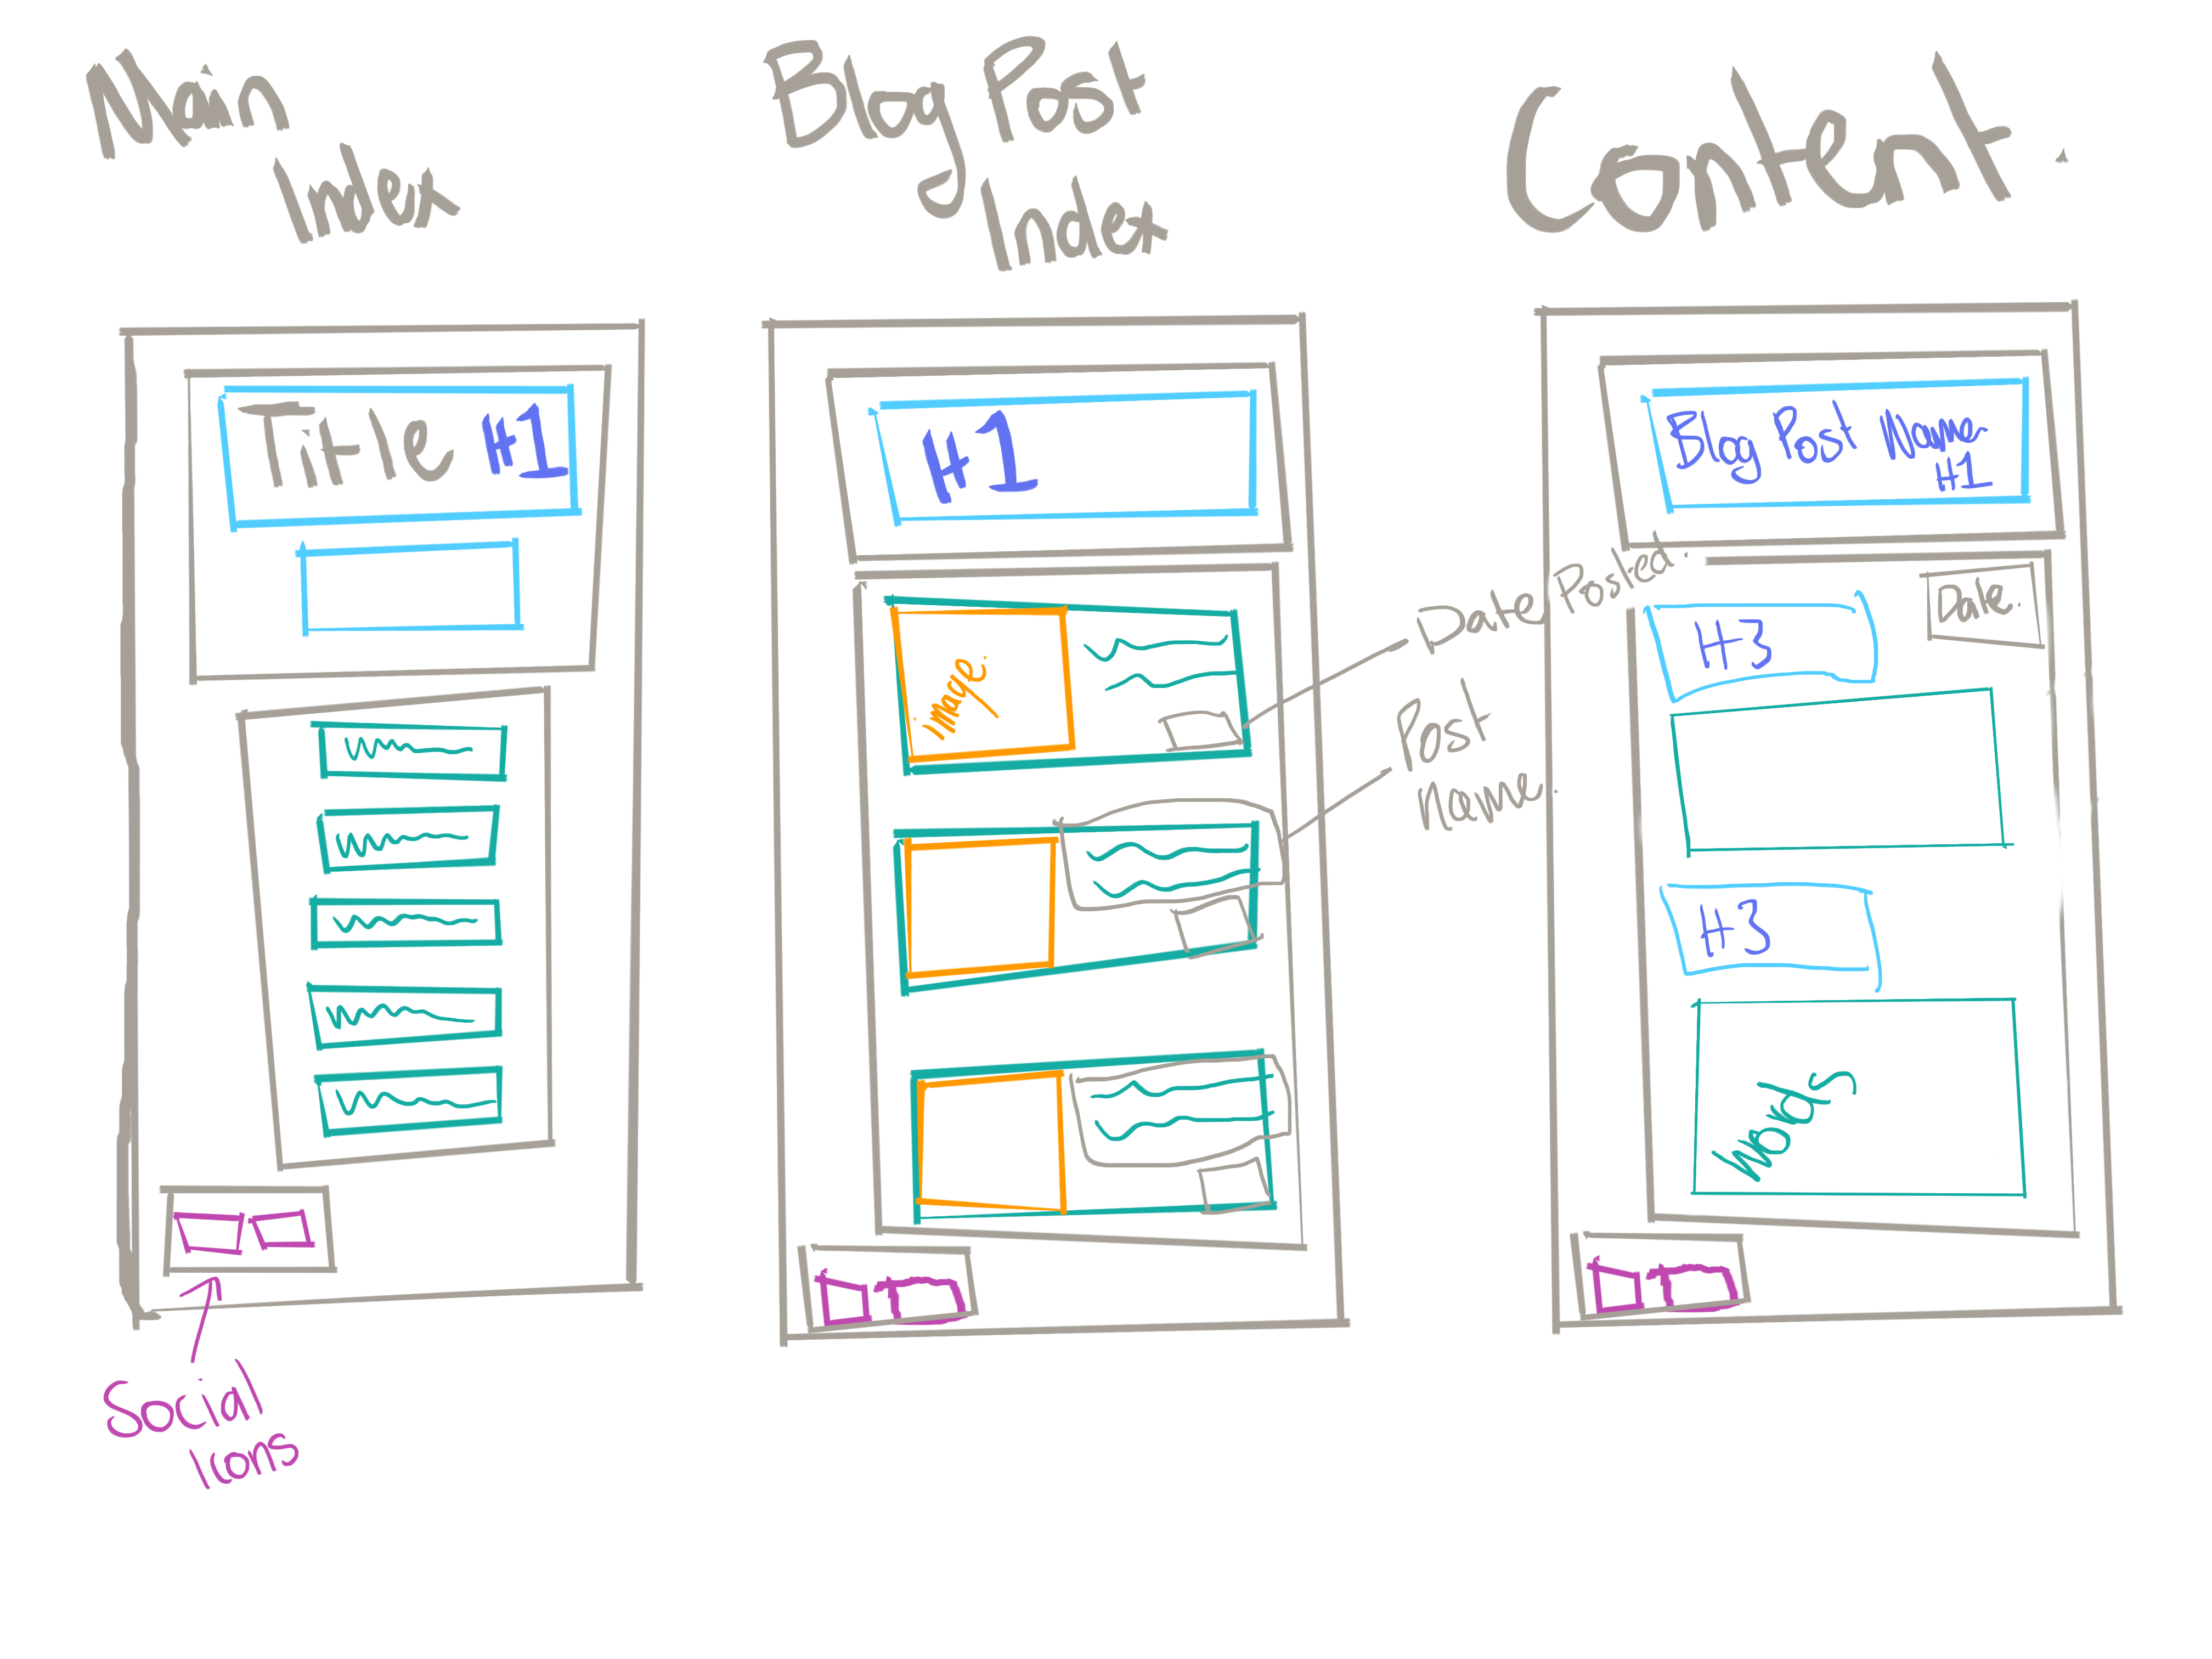 Main
Index
Blog Post
Index
Content.
Title H1
H1
Blog Post Name
H1
Date Posted.
Date.
H3
image.
Post
Name.
H3
Words
Social
Icons